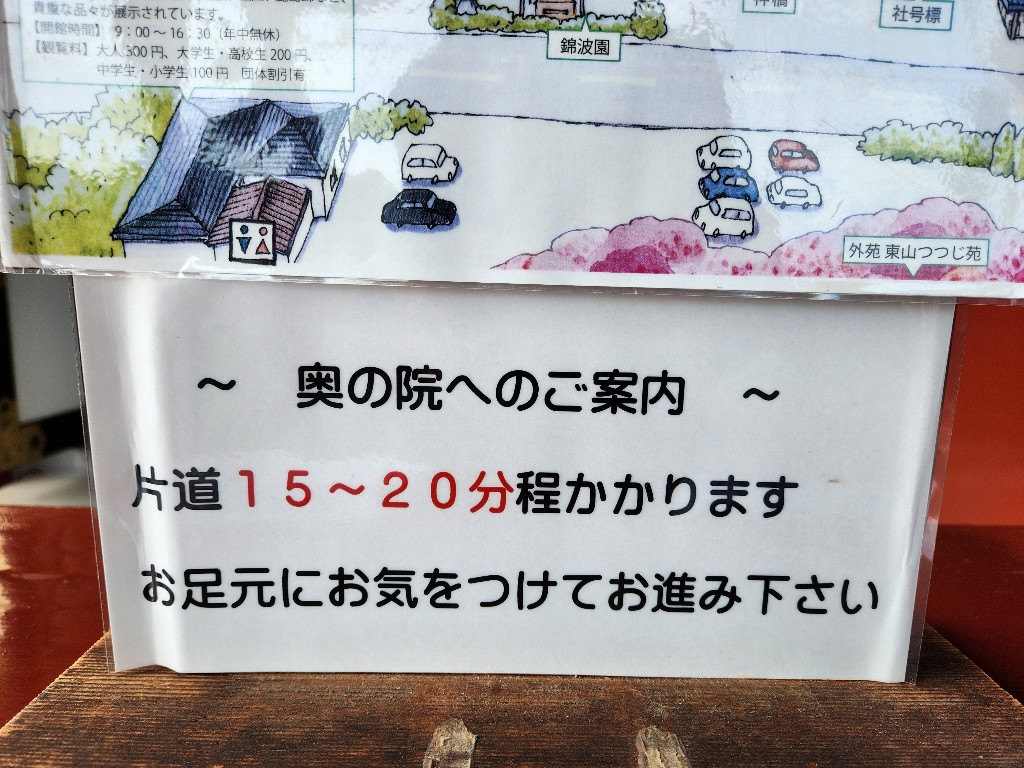 貴重な品々が展示されています。
【開館時間】 9：00～16：30（年中無休）
【観覧料】大人300円、大学生・高校生200円、
中学生・小学生100円 団体割引有
錦波園
社号標
外苑 東山つつじ苑
～ 奥の院へのご案内 ～
片道１５～２０分程かかります
お足元にお気をつけてお進み下さい